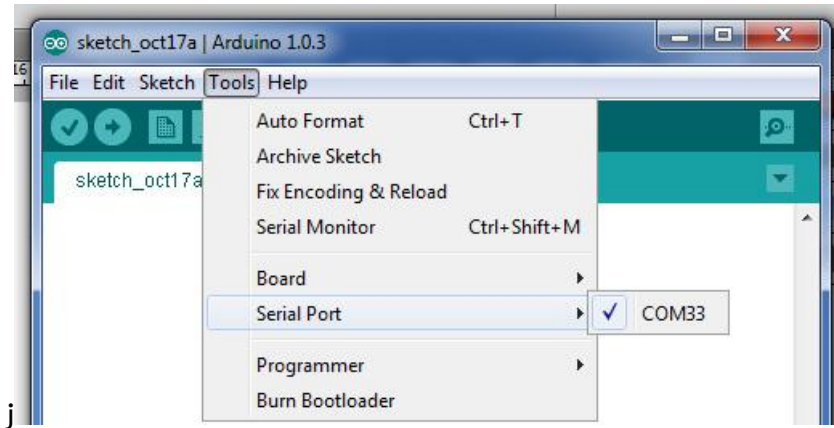 sketch_oct17a | Arduino 1.0.3
16
File Edit Sketch Tools Help
Auto Format Ctrl+T
Archive Sketch
sketch_oct17a
Fix Encoding & Reload
Serial Monitor Ctrl+Shift+M
Board
Serial Port
COM33
Programmer
Burn Bootloader
j